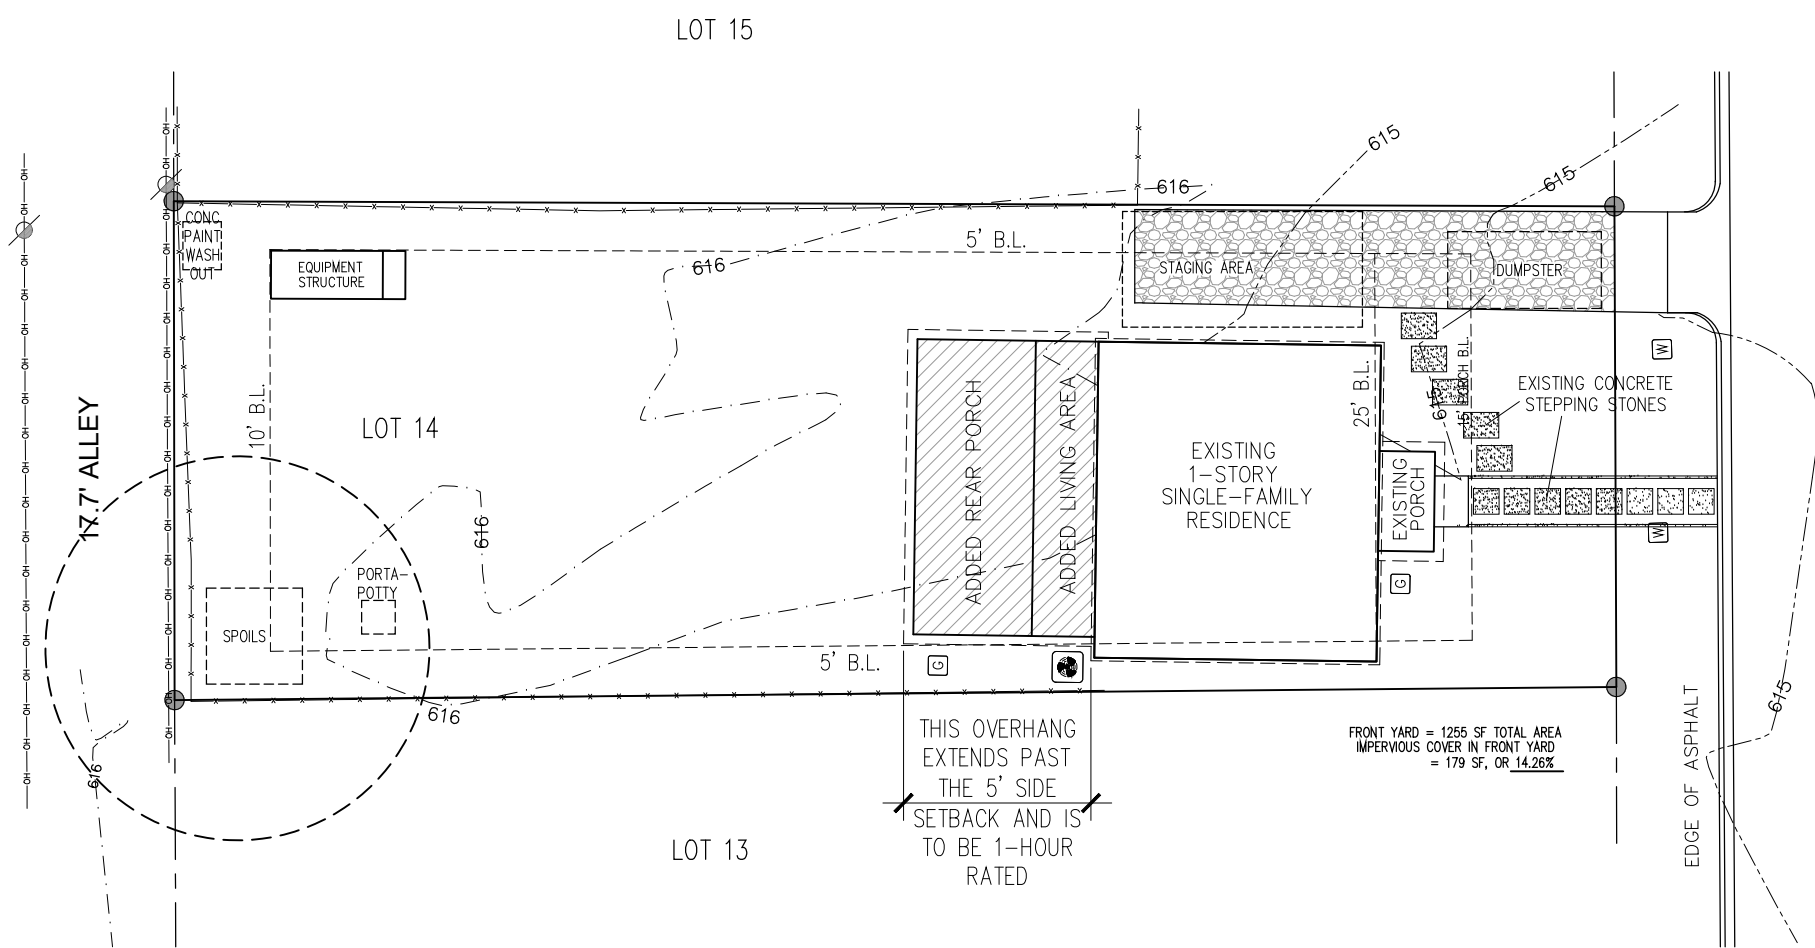 LOT 15
615
615
616
CONC.
PAINT
WASH
OUT
5' B.L.
616
EQUIPMENT
STRUCTURE
STAGING AREA
DUMPSTER
W
10' B.L.
LOT 14
17.7' ALLEY
ADDED REAR PORCH
ADDED LIVING AREA
25' B.L.
15' PORCH B.L.
615
EXISTING CONCRETE
STEPPING STONES
EXISTING
1-STORY
SINGLE-FAMILY
RESIDENCE
EXISTING
PORCH
W
616
PORTA-
POTTY
G
SPOILS
5' B.L.
G
616
616
615
THIS OVERHANG
EXTENDS PAST
THE 5' SIDE
SETBACK AND IS
TO BE 1-HOUR
RATED
FRONT YARD = 1255 SF TOTAL AREA
IMPERVIOUS COVER IN FRONT YARD
= 179 SF, OR 14.26%
EDGE OF ASPHALT
LOT 13